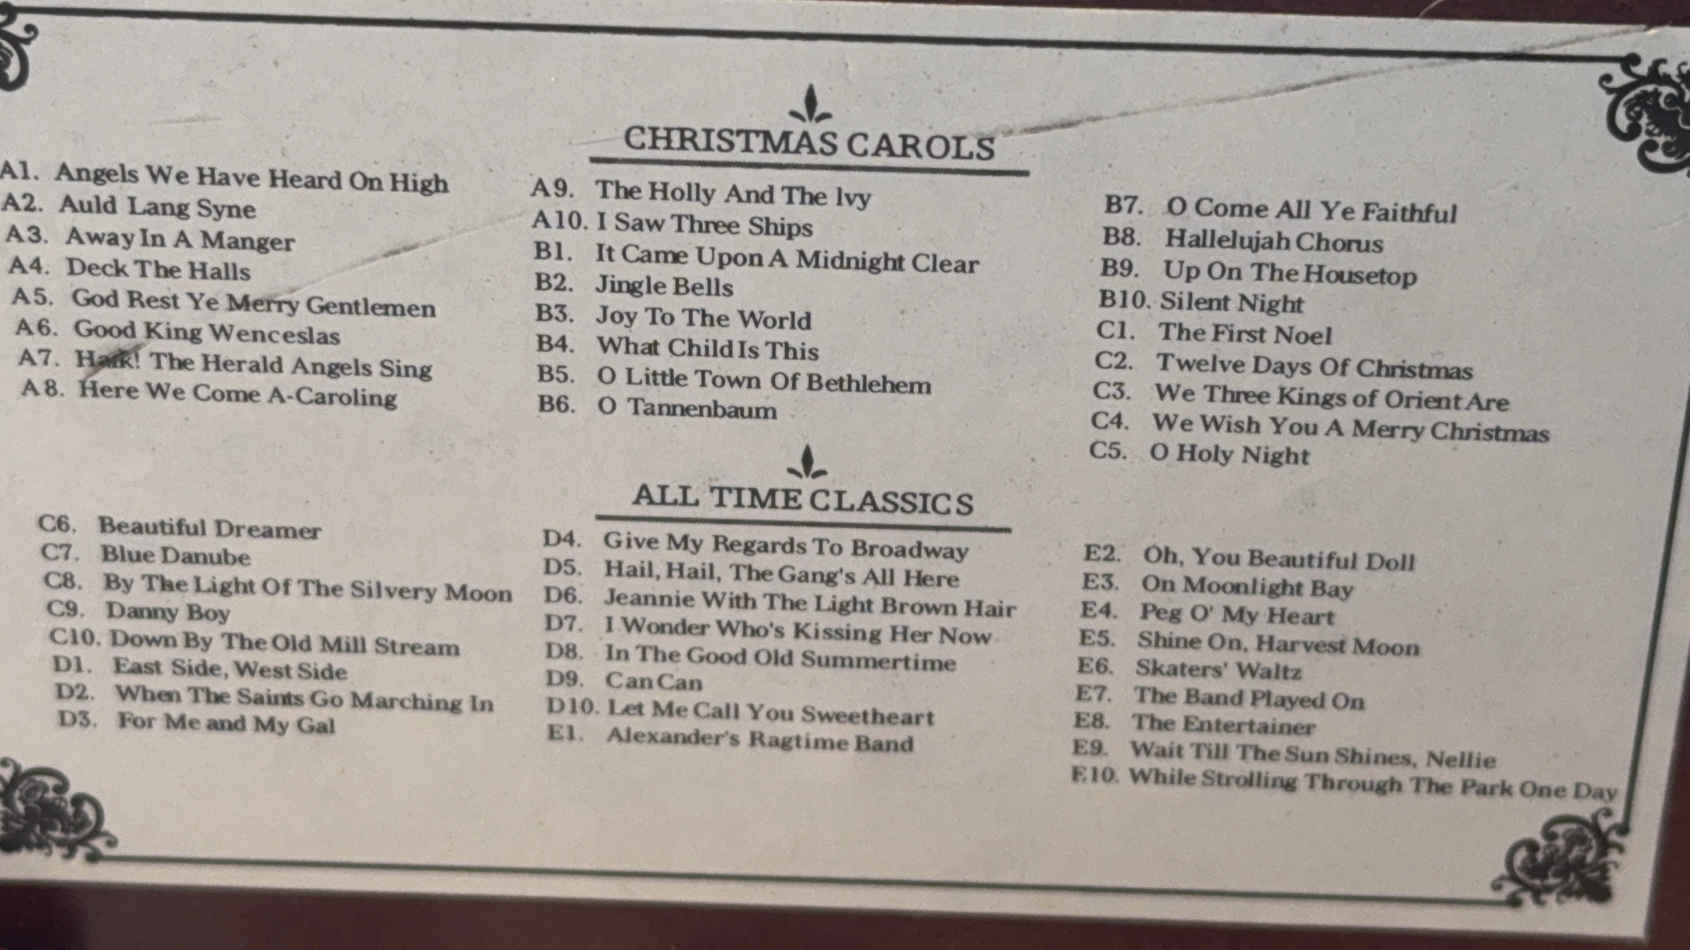 CHRISTMAS CAROLS
A1. Angels We Have Heard On High
A2. Auld Lang Syne
A3. Away In A Manger
A4. Deck The Halls
A5. God Rest Ye Merry Gentlemen
A6. Good King Wenceslas
A7. Hark! The Herald Angels Sing
A8. Here We Come A-Caroling
A9. The Holly And The Ivy
A10. I Saw Three Ships
B1. It Came Upon A Midnight Clear
B2. Jingle Bells
B3. Joy To The World
B4. What Child Is This
B5. O Little Town Of Bethlehem
B6. O Tannenbaum
B7. O Come All Ye Faithful
B8. Hallelujah Chorus
B9. Up On The Housetop
B10. Silent Night
C1. The First Noel
C2. Twelve Days Of Christmas
C3. We Three Kings of Orient Are
C4. We Wish You A Merry Christmas
C5. O Holy Night
ALL TIME CLASSICS
C6. Beautiful Dreamer
C7. Blue Danube
C8. By The Light Of The Silvery Moon
C9. Danny Boy
C10. Down By The Old Mill Stream
D1. East Side, West Side
D2. When The Saints Go Marching In
D3. For Me and My Gal
D4. Give My Regards To Broadway
D5. Hail, Hail, The Gang's All Here
D6. Jeannie With The Light Brown Hair
D7. I Wonder Who's Kissing Her Now
D8. In The Good Old Summertime
D9. Can Can
D10. Let Me Call You Sweetheart
E1. Alexander's Ragtime Band
E2. Oh, You Beautiful Doll
E3. On Moonlight Bay
E4. Peg O' My Heart
E5. Shine On, Harvest Moon
E6. Skaters' Waltz
E7. The Band Played On
E8. The Entertainer
E9. Wait Till The Sun Shines, Nellie
E10. While Strolling Through The Park One Day